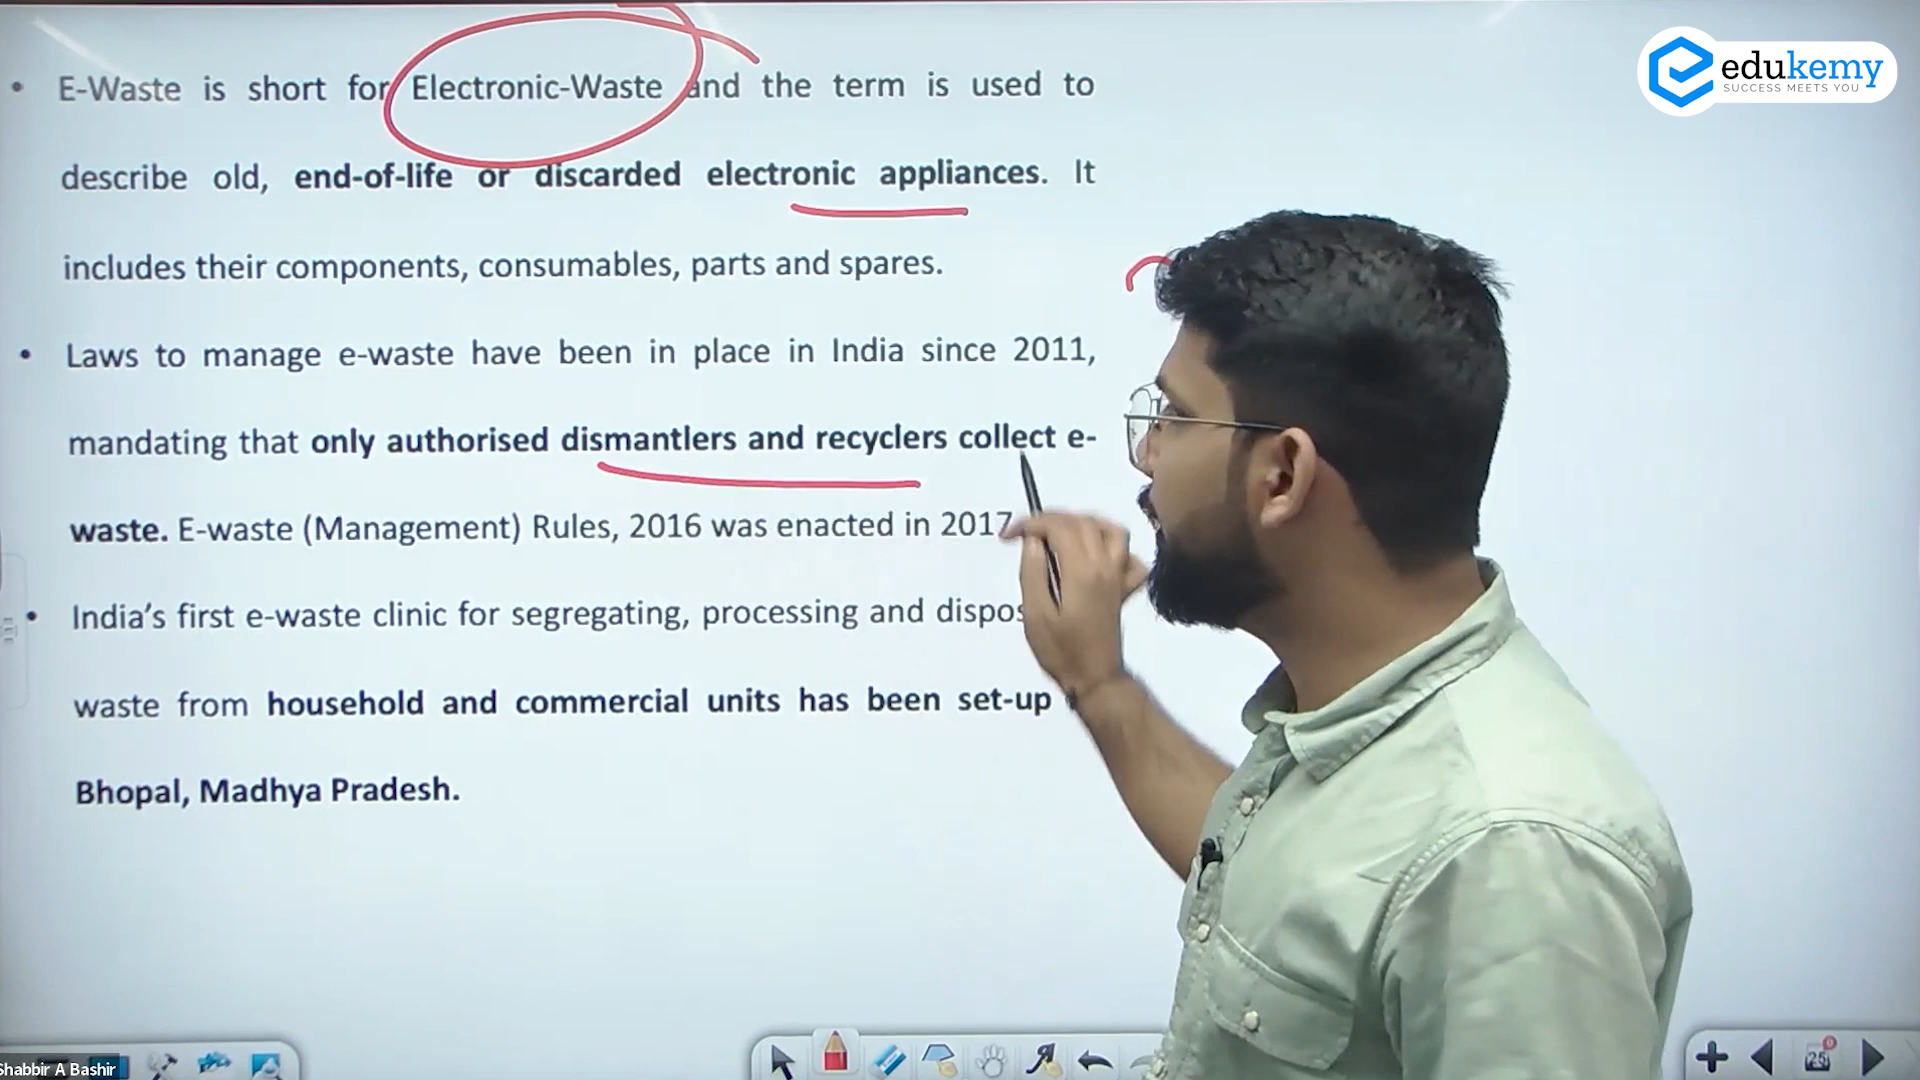 edukemy
SUCCESS MEETS YOU
• E-Waste is short for Electronic-Waste and the term is used to
describe old, end-of-life or discarded electronic appliances. It
includes their components, consumables, parts and spares.
• Laws to manage e-waste have been in place in India since 2011,
mandating that only authorised dismantlers and recyclers collect e-
waste. E-waste (Management) Rules, 2016 was enacted in 2017
• India's first e-waste clinic for segregating, processing and dispos
waste from household and commercial units has been set-up
Bhopal, Madhya Pradesh.
Shabbir A Bashir
25